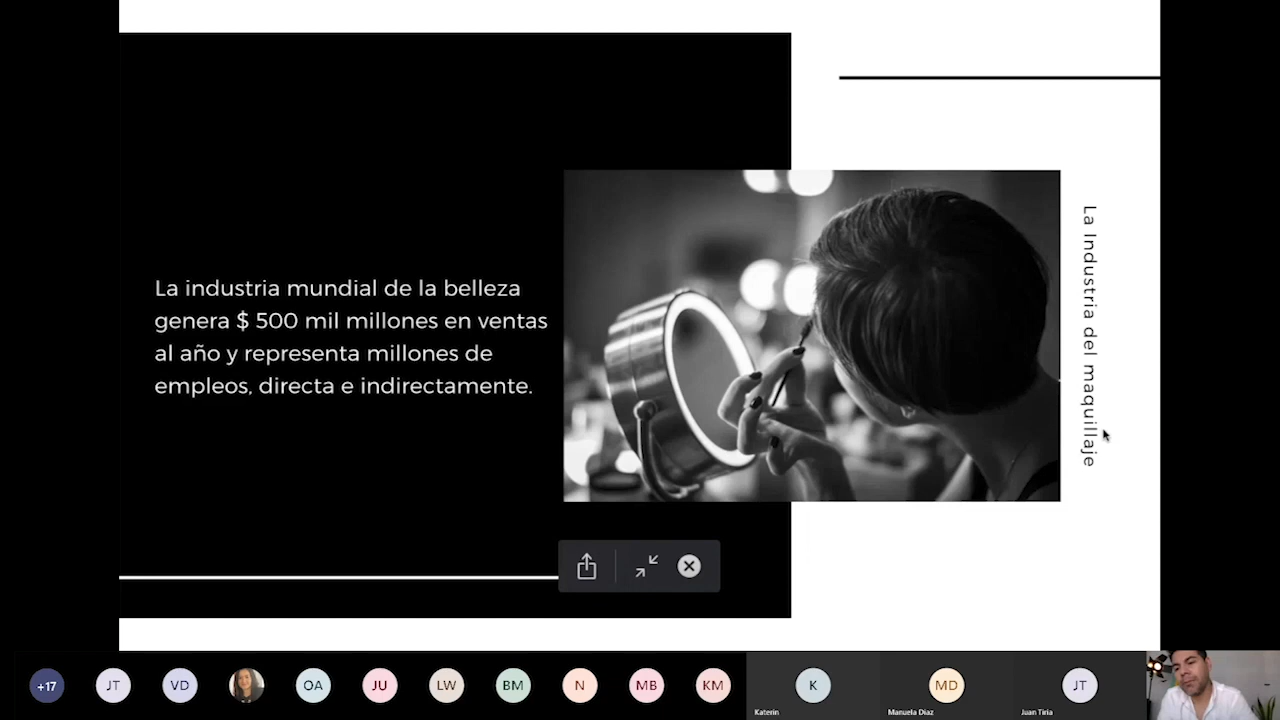 La industria mundial de la belleza
genera $ 500 mil millones en ventas
al año y representa millones de
empleos, directa e indirectamente.
La Industria del maquillaje
+17
JT
VD
OA
JU
LW
BM
N
MB
KM
K
Katerin
MD
Manuela Diaz
JT
Juan Tiria